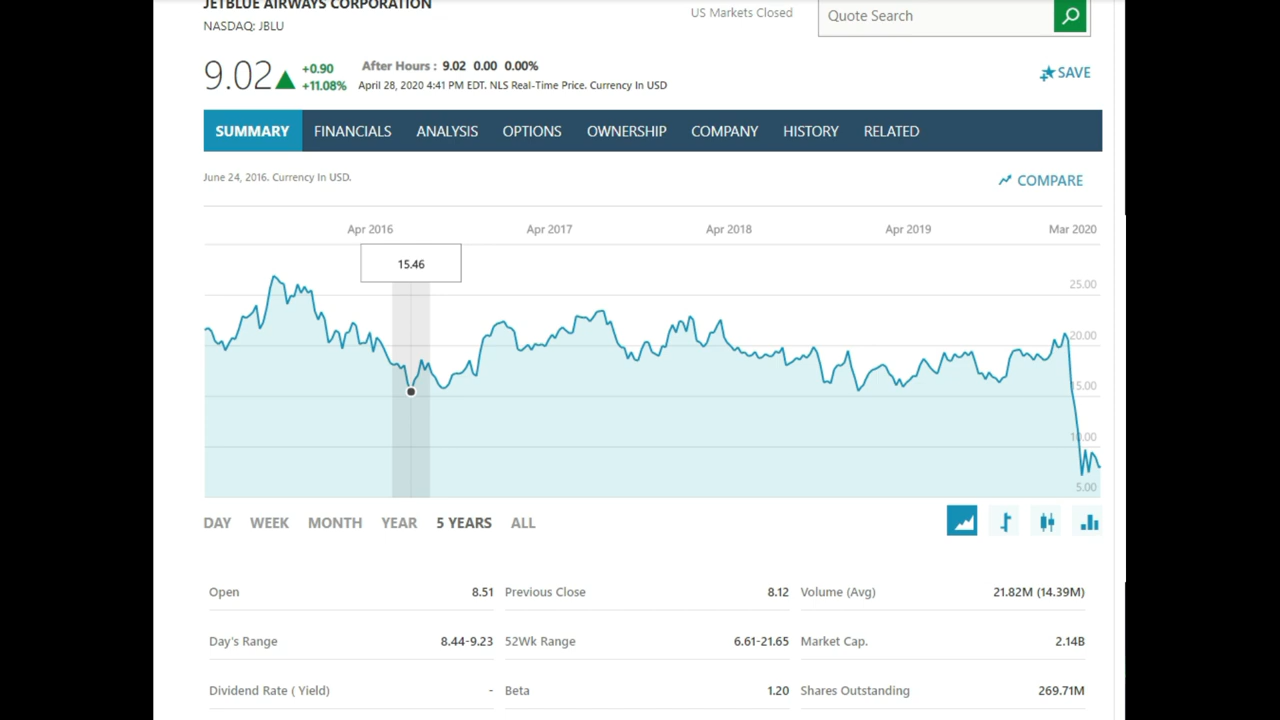 JETBLUE AIRWAYS CORPORATION
US Markets Closed
Quote Search
NASDAQ: JBLU
9.02 +0.90 +11.08%
After Hours : 9.02 0.00 0.00%
April 28, 2020 4:41 PM EDT. NLS Real-Time Price. Currency In USD
SAVE
SUMMARY FINANCIALS ANALYSIS OPTIONS OWNERSHIP COMPANY HISTORY RELATED
June 24, 2016. Currency In USD.
COMPARE
Apr 2016 Apr 2017 Apr 2018 Apr 2019 Mar 2020
15.46
25.00
20.00
15.00
10.00
5.00
DAY WEEK MONTH YEAR 5 YEARS ALL
Open 8.51 Previous Close 8.12 Volume (Avg) 21.82M (14.39M)
Day's Range 8.44-9.23 52Wk Range 6.61-21.65 Market Cap. 2.14B
Dividend Rate ( Yield) - Beta 1.20 Shares Outstanding 269.71M